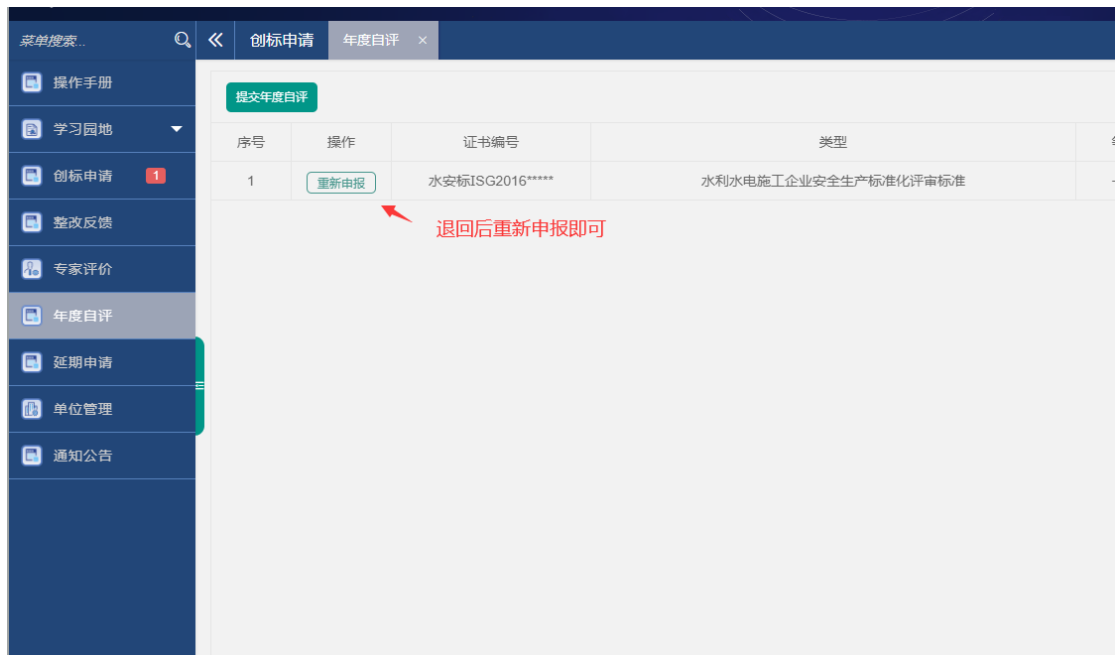 菜单搜索...
创标申请
年度自评 ×
操作手册
学习园地
创标申请 1
整改反馈
专家评价
年度自评
延期申请
单位管理
通知公告
提交年度自评
序号 操作 证书编号 类型
1 重新申报 水安标ISG2016***** 水利水电施工企业安全生产标准化评审标准
退回后重新申报即可